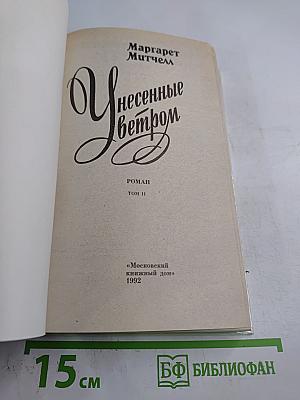 Маргарет
Митчелл
Унесенные
ветром
РОМАН
ТОМ II
«Московский
книжный дом»
1992
15 см
БФ БИБЛИОФАН